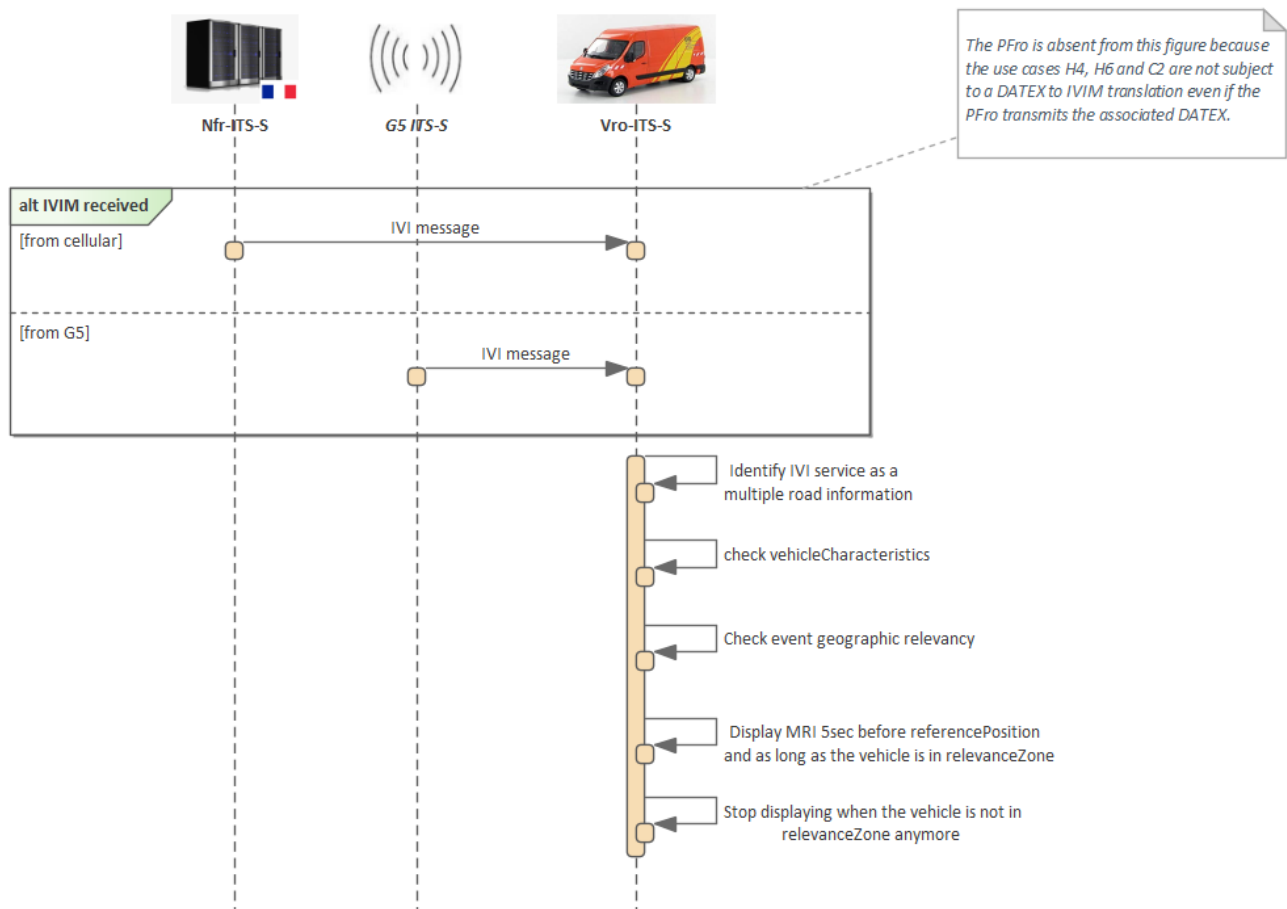 The PFro is absent from this figure because
the use cases H4, H6 and C2 are not subject
to a DATEX to IVIM translation even if the
PFro transmits the associated DATEX.
Nfr-ITS-S
G5 ITS-S
Vro-ITS-S
alt IVIM received
[from cellular]
IVI message
[from G5]
IVI message
Identify IVI service as a
multiple road information
check vehicleCharacteristics
Check event geographic relevancy
Display MRI 5sec before referencePosition
and as long as the vehicle is in relevanceZone
Stop displaying when the vehicle is not in
relevanceZone anymore